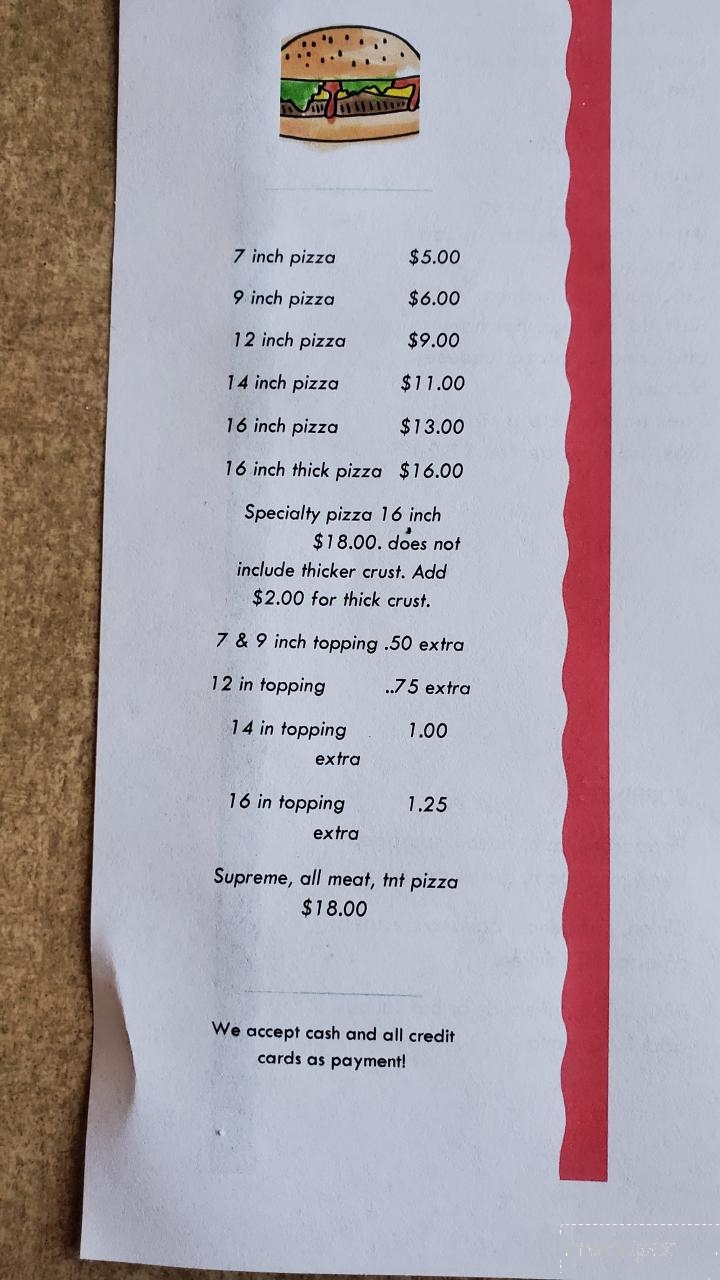 7 inch pizza $5.00
9 inch pizza $6.00
12 inch pizza $9.00
14 inch pizza $11.00
16 inch pizza $13.00
16 inch thick pizza $16.00
Specialty pizza 16 inch
$18.00. does not
include thicker crust. Add
$2.00 for thick crust.
7 & 9 inch topping .50 extra
12 in topping ..75 extra
14 in topping 1.00
extra
16 in topping 1.25
extra
Supreme, all meat, tnt pizza
$18.00
We accept cash and all credit
cards as payment!